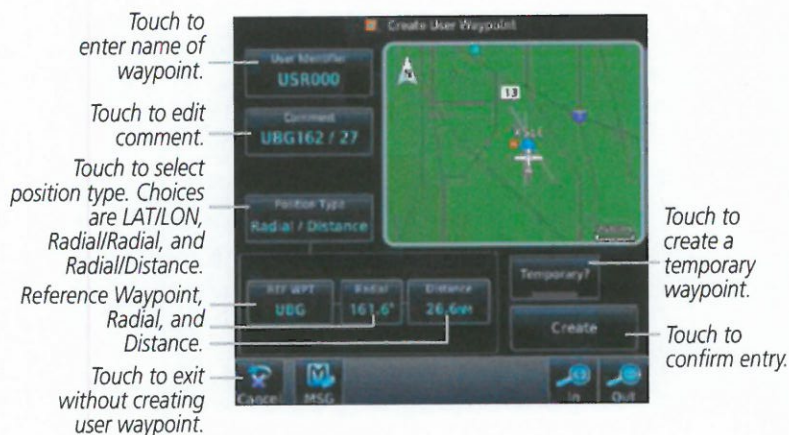 Touch to
enter name of
waypoint.
Touch to edit
comment.
Touch to select
position type. Choices
are LAT/LON,
Radial/Radial, and
Radial/Distance.
Reference Waypoint,
Radial, and
Distance.
Touch to exit
without creating
user waypoint.
Create User Waypoint
User Identifier
USR000
Comment
UBG162 / 27
Position Type
Radial / Distance
REF WPT
UBG
Radial
161.6°
Distance
26.6NM
N
13
KSLE
Temporary?
Create
Cancel
MSG
In
Out
Touch to
create a
temporary
waypoint.
Touch to
confirm entry.